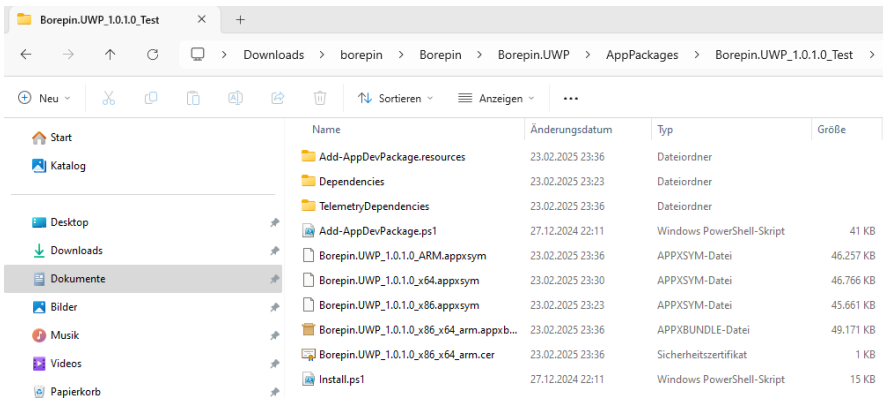 Borepin.UWP_1.0.1.0_Test
Downloads > borepin > Borepin > Borepin.UWP > AppPackages > Borepin.UWP_1.0.1.0_Test >
Neu Sortieren Anzeigen ...
Name Änderungsdatum Typ Größe
Start
Katalog
Desktop
Downloads
Dokumente
Bilder
Musik
Videos
Papierkorb
Add-AppDevPackage.resources 23.02.2025 23:36 Dateiordner
Dependencies 23.02.2025 23:23 Dateiordner
TelemetryDependencies 23.02.2025 23:36 Dateiordner
Add-AppDevPackage.ps1 27.12.2024 22:11 Windows PowerShell-Skript 41 KB
Borepin.UWP_1.0.1.0_ARM.appxsym 23.02.2025 23:36 APPXSYM-Datei 46.257 KB
Borepin.UWP_1.0.1.0_x64.appxsym 23.02.2025 23:30 APPXSYM-Datei 46.766 KB
Borepin.UWP_1.0.1.0_x86.appxsym 23.02.2025 23:23 APPXSYM-Datei 45.661 KB
Borepin.UWP_1.0.1.0_x86_x64_arm.appxb... 23.02.2025 23:36 APPXBUNDLE-Datei 49.171 KB
Borepin.UWP_1.0.1.0_x86_x64_arm.cer 23.02.2025 23:36 Sicherheitszertifikat 1 KB
Install.ps1 27.12.2024 22:11 Windows PowerShell-Skript 15 KB